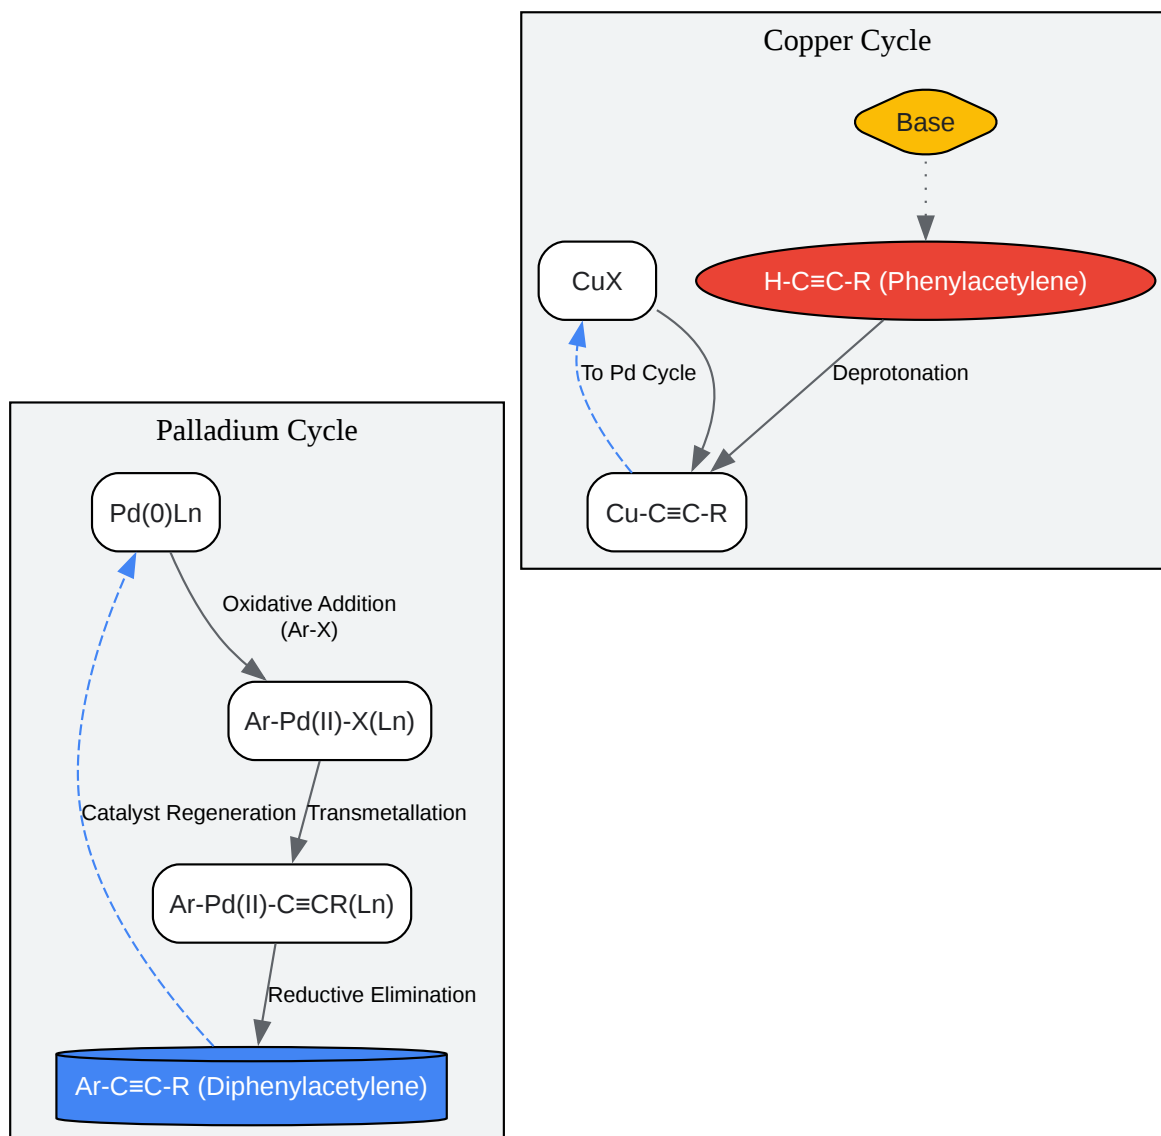 Copper Cycle
Base
CuX
H-C≡C-R (Phenylacetylene)
To Pd Cycle
Deprotonation
Cu-C≡C-R
Palladium Cycle
Pd(0)Ln
Oxidative Addition
(Ar-X)
Ar-Pd(II)-X(Ln)
Catalyst Regeneration
Transmetallation
Ar-Pd(II)-C≡CR(Ln)
Reductive Elimination
Ar-C≡C-R (Diphenylacetylene)